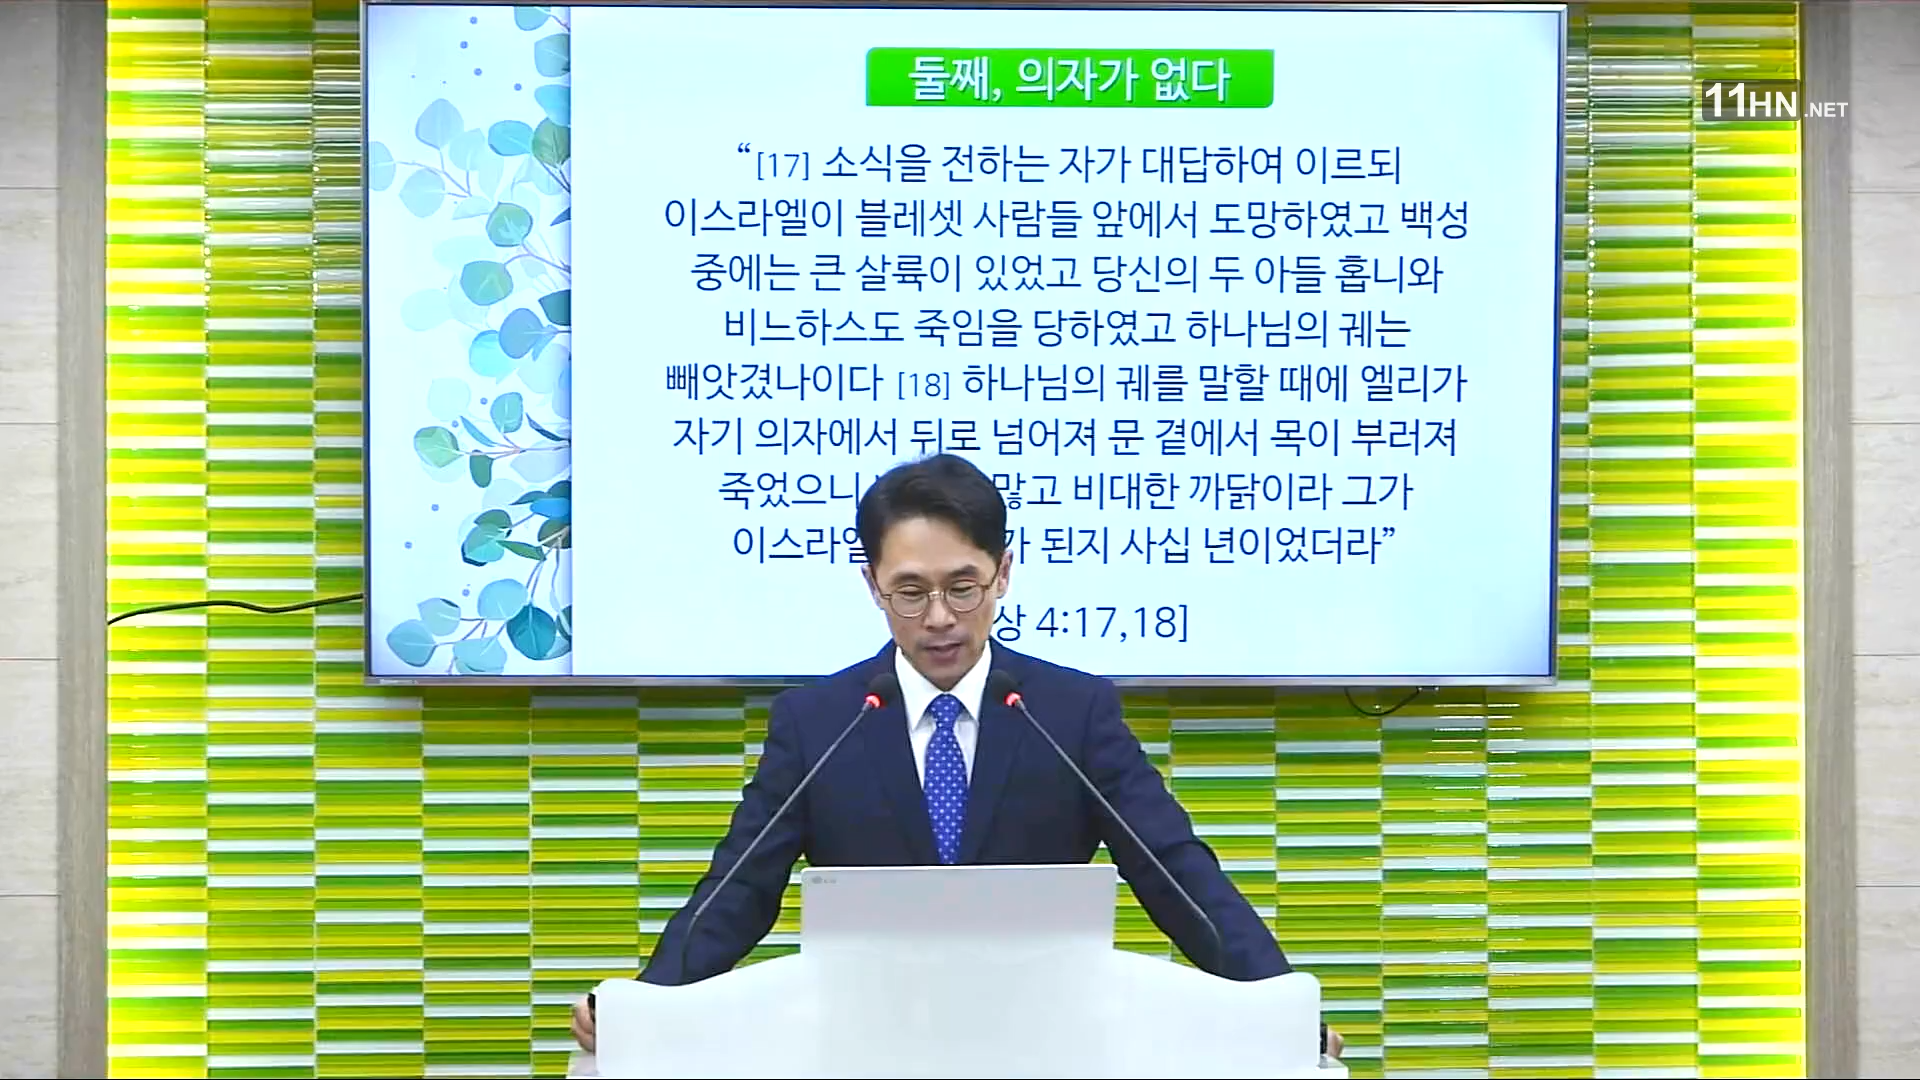 둘째, 의자가 없다
11HN.NET
“[17] 소식을 전하는 자가 대답하여 이르되
이스라엘이 블레셋 사람들 앞에서 도망하였고 백성
중에는 큰 살륙이 있었고 당신의 두 아들 홉니와
비느하스도 죽임을 당하였고 하나님의 궤는
빼앗겼나이다 [18] 하나님의 궤를 말할 때에 엘리가
자기 의자에서 뒤로 넘어져 문 곁에서 목이 부러져
죽었으니 많고 비대한 까닭이라 그가
이스라엘 가 된지 사십 년이었더라”
상 4:17,18]